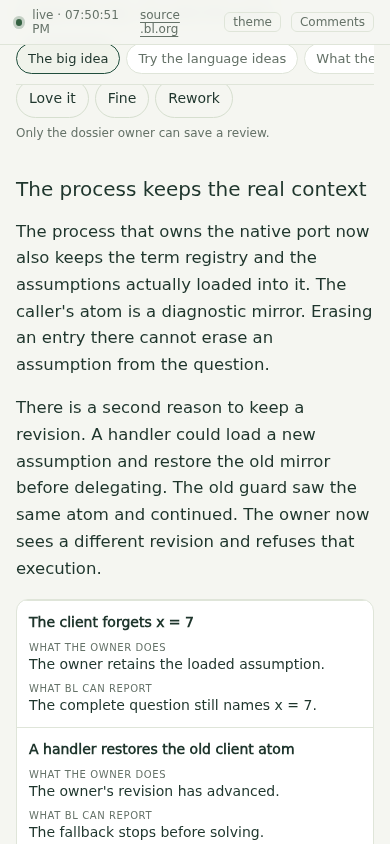 live · 07:50:51 PM
source.bl.org
theme
Comments
The big idea
Try the language ideas
What the
Love it
Fine
Rework
Only the dossier owner can save a review.
The process keeps the real context
The process that owns the native port now
also keeps the term registry and the
assumptions actually loaded into it. The
caller's atom is a diagnostic mirror. Erasing
an entry there cannot erase an
assumption from the question.
There is a second reason to keep a
revision. A handler could load a new
assumption and restore the old mirror
before delegating. The old guard saw the
same atom and continued. The owner now
sees a different revision and refuses that
execution.
The client forgets x = 7
WHAT THE OWNER DOES
The owner retains the loaded assumption.
WHAT BL CAN REPORT
The complete question still names x = 7.
A handler restores the old client atom
WHAT THE OWNER DOES
The owner's revision has advanced.
WHAT BL CAN REPORT
The fallback stops before solving.